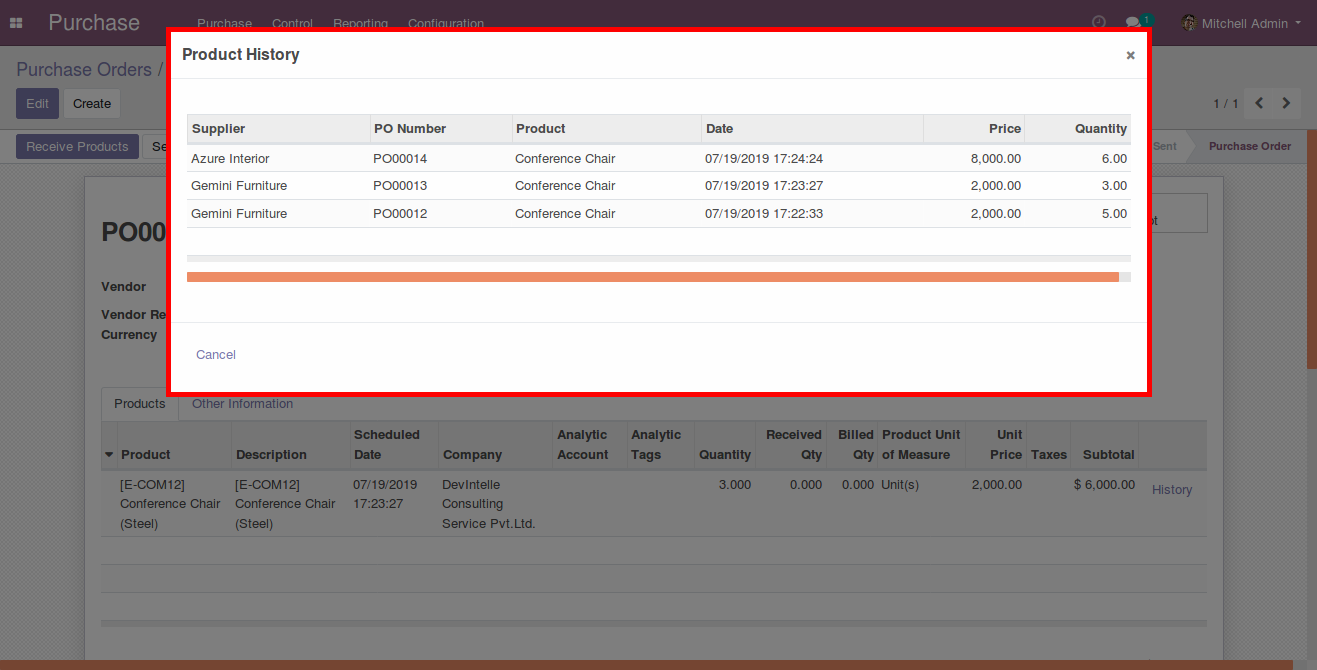 Purchase Purchase Control Reporting Configuration 1 Mitchell Admin
Purchase Orders /
Product History ×
Edit Create
1 / 1
Receive Products
Sent Purchase Order
Supplier PO Number Product Date Price Quantity
Azure Interior PO00014 Conference Chair 07/19/2019 17:24:24 8,000.00 6.00
Gemini Furniture PO00013 Conference Chair 07/19/2019 17:23:27 2,000.00 3.00
Gemini Furniture PO00012 Conference Chair 07/19/2019 17:22:33 2,000.00 5.00
Cancel
PO00
Vendor
Vendor Re
Currency
Products Other Information
Product Description Scheduled Date Company Analytic Account Analytic Tags Quantity Received Qty Billed Qty Product Unit of Measure Unit Price Taxes Subtotal
[E-COM12] [E-COM12] 07/19/2019 DevIntelle 3.000 0.000 0.000 Unit(s) 2,000.00 $ 6,000.00 History
Conference Chair Conference Chair 17:23:27 Consulting
(Steel) (Steel) Service Pvt.Ltd.